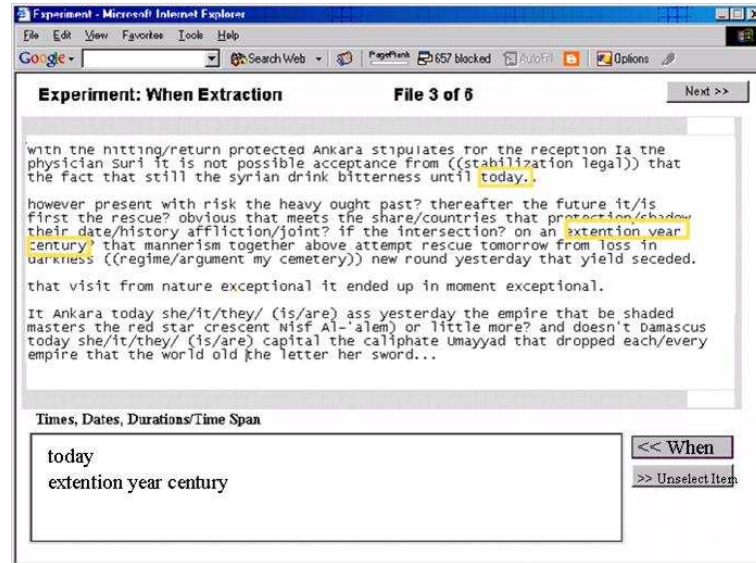 Experiment - Microsoft Internet Explorer
File Edit View Favorites Tools Help
Google - Search Web PageRank 657 blocked AutoFill Options
Experiment: When Extraction File 3 of 6 Next >>
with the hitting/return protected Ankara stipulates for the reception Ia the
physician Suri it is not possible acceptance from ((stabilization legal)) that
the fact that still the syrian drink bitterness until today..
however present with risk the heavy ought past? thereafter the future it/is
first the rescue? obvious that meets the share/countries that protection/shadow
their date/history affliction/joint? if the intersection? on an extention year
century? that mannerism together above attempt rescue tomorrow from loss in
darkness ((regime/argument my cemetery)) new round yesterday that yield seceded.
that visit from nature exceptional it ended up in moment exceptional.
It Ankara today she/it/they/ (is/are) ass yesterday the empire that be shaded
masters the red star crescent Nisf Al-'alem) or little more? and doesn't Damascus
today she/it/they/ (is/are) capital the caliphate Umayyad that dropped each/every
empire that the world old the letter her sword...
Times, Dates, Durations/Time Span
today
extention year century
<< When
>> Unselect Item